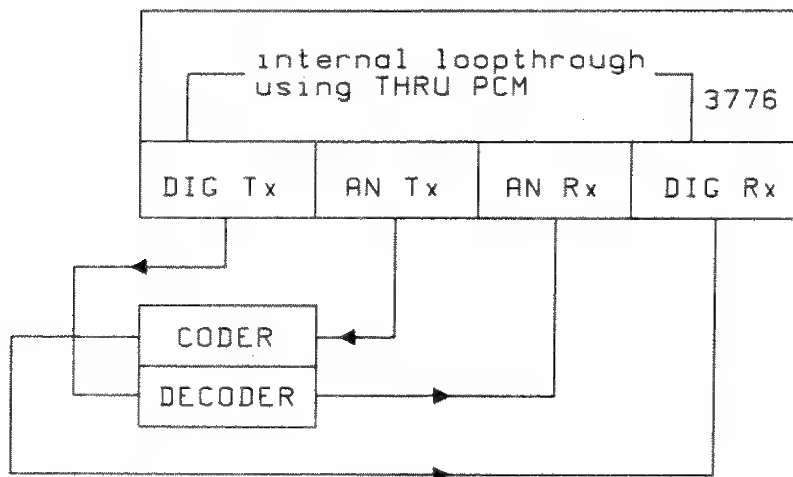 internal loopthrough
using THRU PCM
3776
DIG Tx
AN Tx
AN Rx
DIG Rx
CODER
DECODER